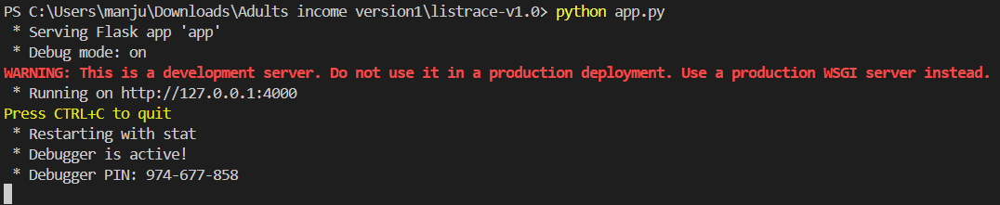 PS C:\Users\manju\Downloads\Adults income version1\listrace-v1.0> python app.py
 * Serving Flask app 'app'
 * Debug mode: on
WARNING: This is a development server. Do not use it in a production deployment. Use a production WSGI server instead.
 * Running on http://127.0.0.1:4000
Press CTRL+C to quit
 * Restarting with stat
 * Debugger is active!
 * Debugger PIN: 974-677-858